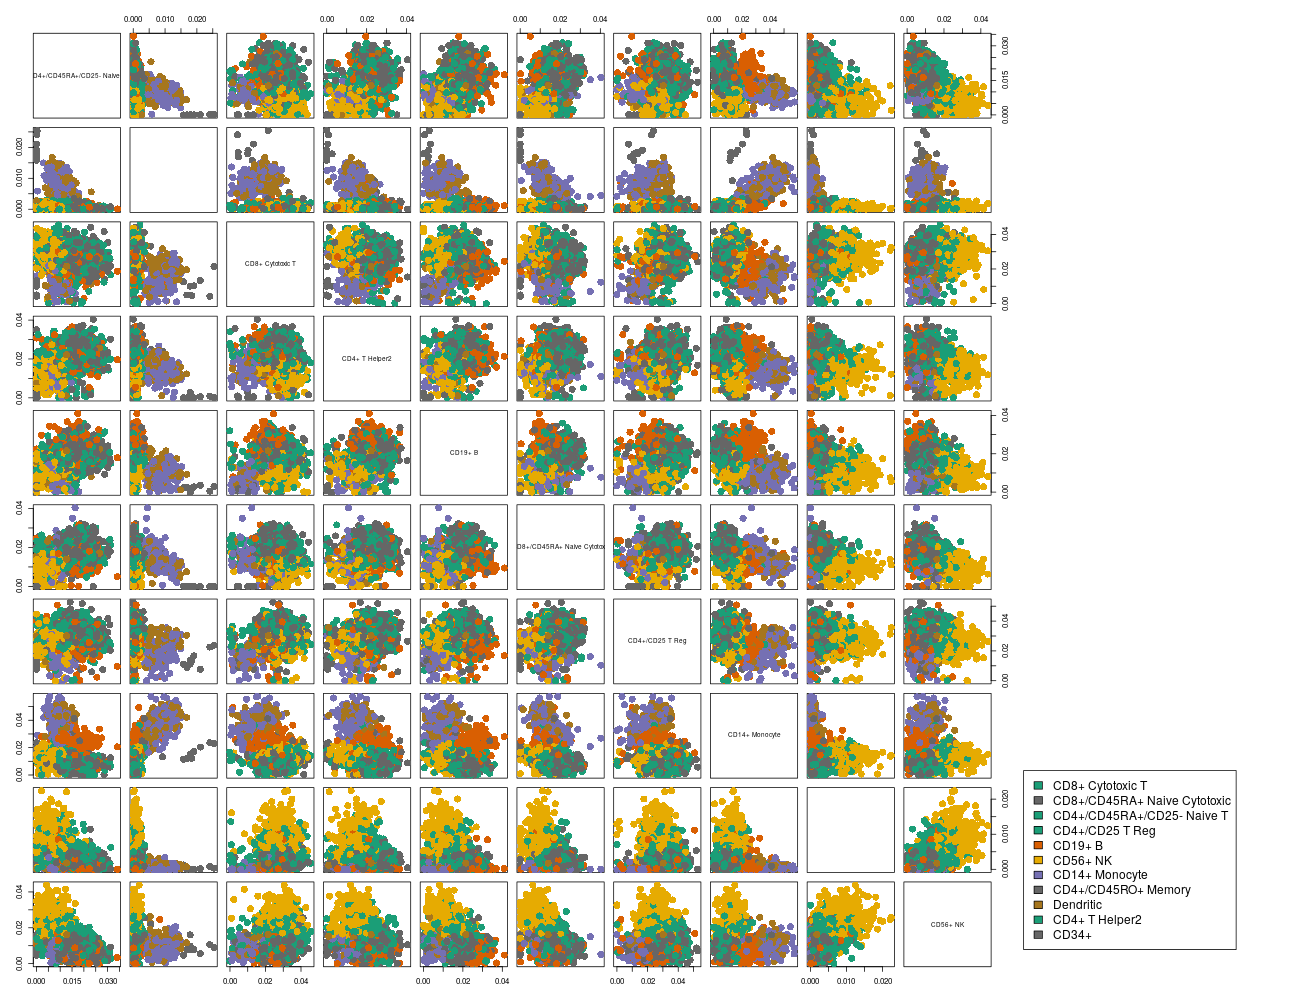 0.000 0.010 0.020
0.00 0.02 0.04
0.00 0.02 0.04
0.00 0.02 0.04
0.00 0.02 0.04
D4+/CD45RA+/CD25- Naive
0.000 0.015 0.030
0.000 0.010 0.020
CD8+ Cytotoxic T
0.00 0.02 0.04
CD4+ T Helper2
0.00 0.02 0.04
CD19+ B
0.00 0.02 0.04
D8+/CD45RA+ Naive Cytotox
0.00 0.02 0.04
CD4+/CD25 T Reg
0.00 0.02 0.04
CD14+ Monocyte
0.00 0.02 0.04
0.000 0.010 0.020
CD56+ NK
0.00 0.02 0.04
0.000 0.015 0.030
0.00 0.02 0.04
0.00 0.02 0.04
0.00 0.02 0.04
0.000 0.010 0.020
CD8+ Cytotoxic T
CD8+/CD45RA+ Naive Cytotoxic
CD4+/CD45RA+/CD25- Naive T
CD4+/CD25 T Reg
CD19+ B
CD56+ NK
CD14+ Monocyte
CD4+/CD45RO+ Memory
Dendritic
CD4+ T Helper2
CD34+